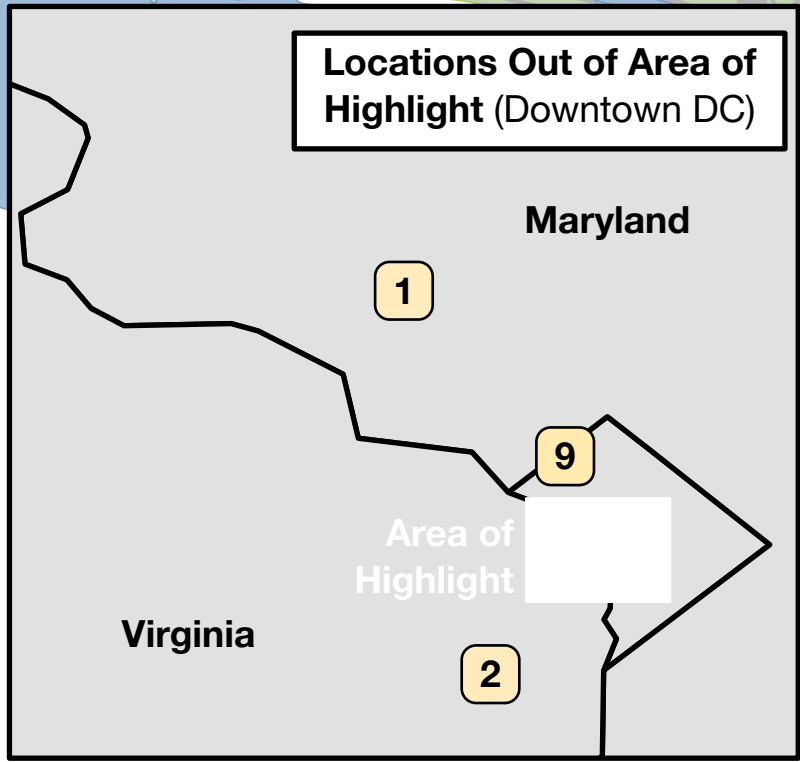 Locations Out of Area of
Highlight (Downtown DC)
Maryland
1
9
Area of
Highlight
Virginia
2